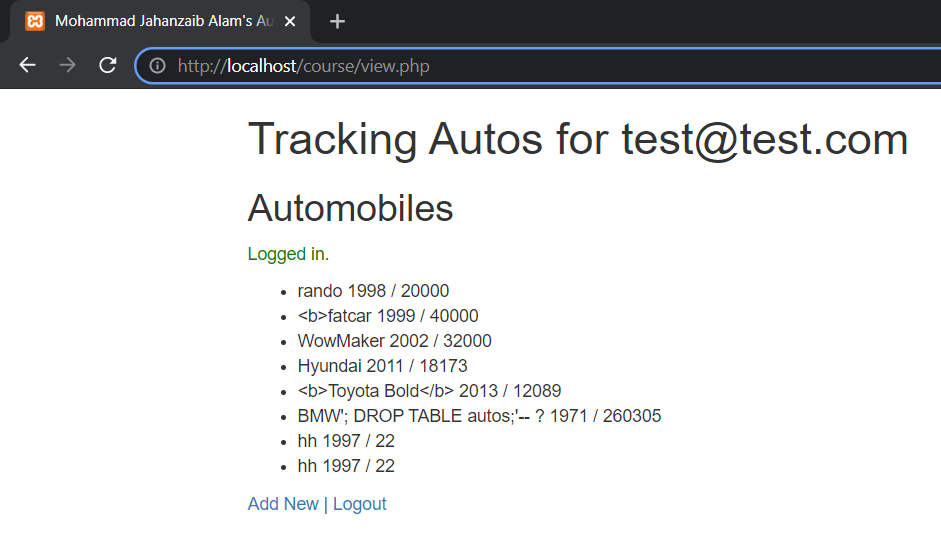 Mohammad Jahanzaib Alam's Au
http://localhost/course/view.php
Tracking Autos for test@test.com
Automobiles
Logged in.
• rando 1998 / 20000
• <b>fatcar 1999 / 40000
• WowMaker 2002 / 32000
• Hyundai 2011 / 18173
• <b>Toyota Bold</b> 2013 / 12089
• BMW'; DROP TABLE autos;'-- ? 1971 / 260305
• hh 1997 / 22
• hh 1997 / 22
Add New | Logout